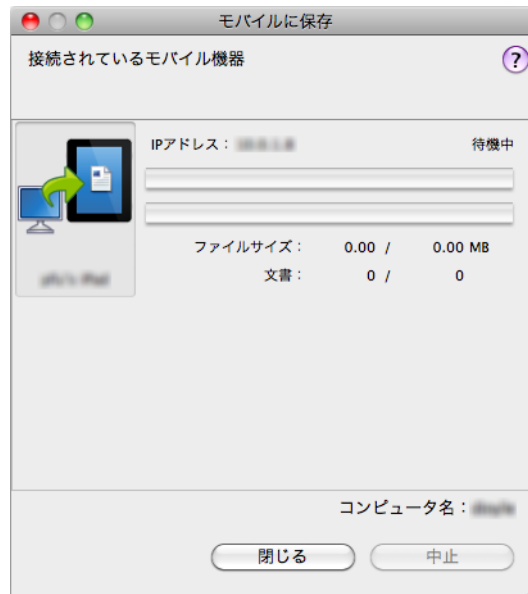 モバイルに保存
接続されているモバイル機器
?
IPアドレス：
待機中
ファイルサイズ： 0.00 / 0.00 MB
文書： 0 / 0
コンピュータ名：
閉じる
中止